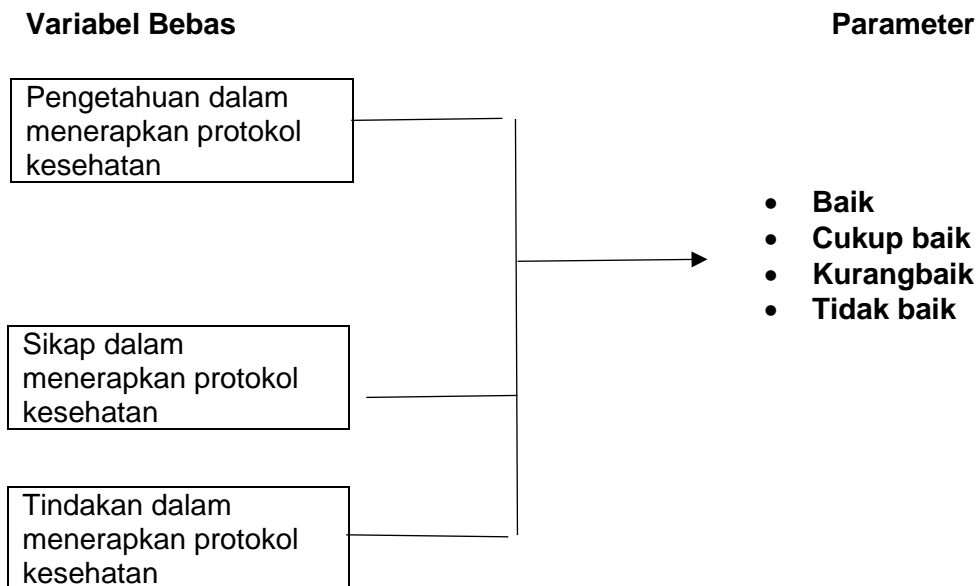 Variabel Bebas
Parameter
Pengetahuan dalam
menerapkan protokol
kesehatan
• Baik
• Cukup baik
• Kurangbaik
• Tidak baik
Sikap dalam
menerapkan protokol
kesehatan
Tindakan dalam
menerapkan protokol
kesehatan